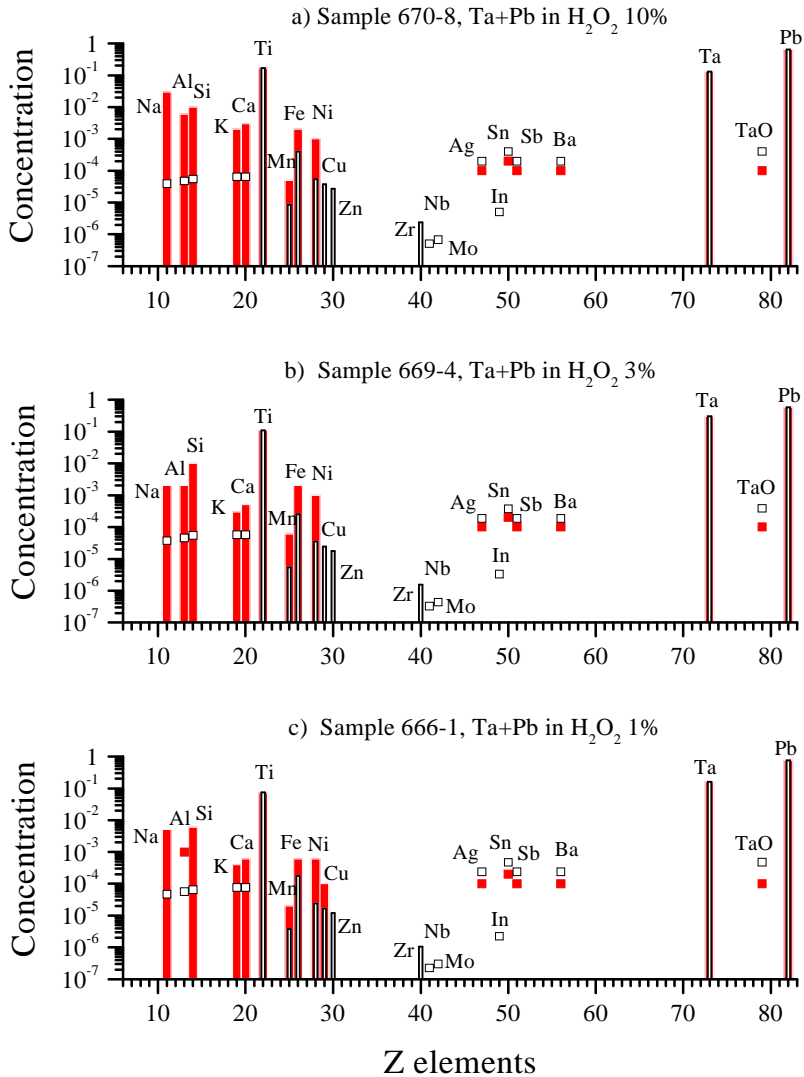 a) Sample 670-8, Ta+Pb in H₂O₂ 10%
Concentration
1
10⁻¹
10⁻²
10⁻³
10⁻⁴
10⁻⁵
10⁻⁶
10⁻⁷
Na
Al
Si
K
Ca
Ti
Mn
Fe
Ni
Cu
Zn
Zr
Nb
Mo
Ag
In
Sn
Sb
Ba
Ta
TaO
Pb
10 20 30 40 50 60 70 80
b) Sample 669-4, Ta+Pb in H₂O₂ 3%
Concentration
1
10⁻¹
10⁻²
10⁻³
10⁻⁴
10⁻⁵
10⁻⁶
10⁻⁷
Na
Al
Si
K
Ca
Ti
Mn
Fe
Ni
Cu
Zn
Zr
Nb
Mo
Ag
In
Sn
Sb
Ba
Ta
TaO
Pb
10 20 30 40 50 60 70 80
c) Sample 666-1, Ta+Pb in H₂O₂ 1%
Concentration
1
10⁻¹
10⁻²
10⁻³
10⁻⁴
10⁻⁵
10⁻⁶
10⁻⁷
Na
Al
Si
K
Ca
Ti
Mn
Fe
Ni
Cu
Zn
Zr
Nb
Mo
Ag
In
Sn
Sb
Ba
Ta
TaO
Pb
10 20 30 40 50 60 70 80
Z elements